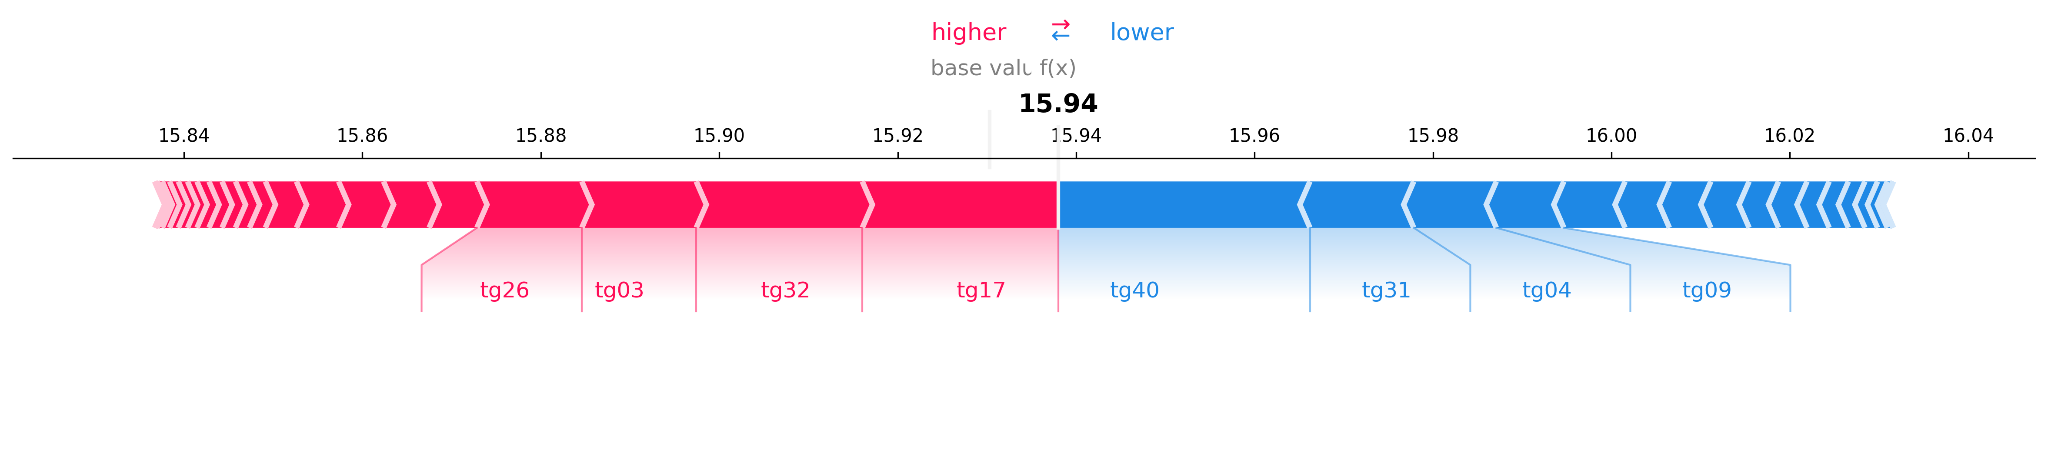 higher ⇄ lower
base valu f(x)
15.94
15.84 15.86 15.88 15.90 15.92 15.94 15.96 15.98 16.00 16.02 16.04
tg26 tg03 tg32 tg17 tg40 tg31 tg04 tg09